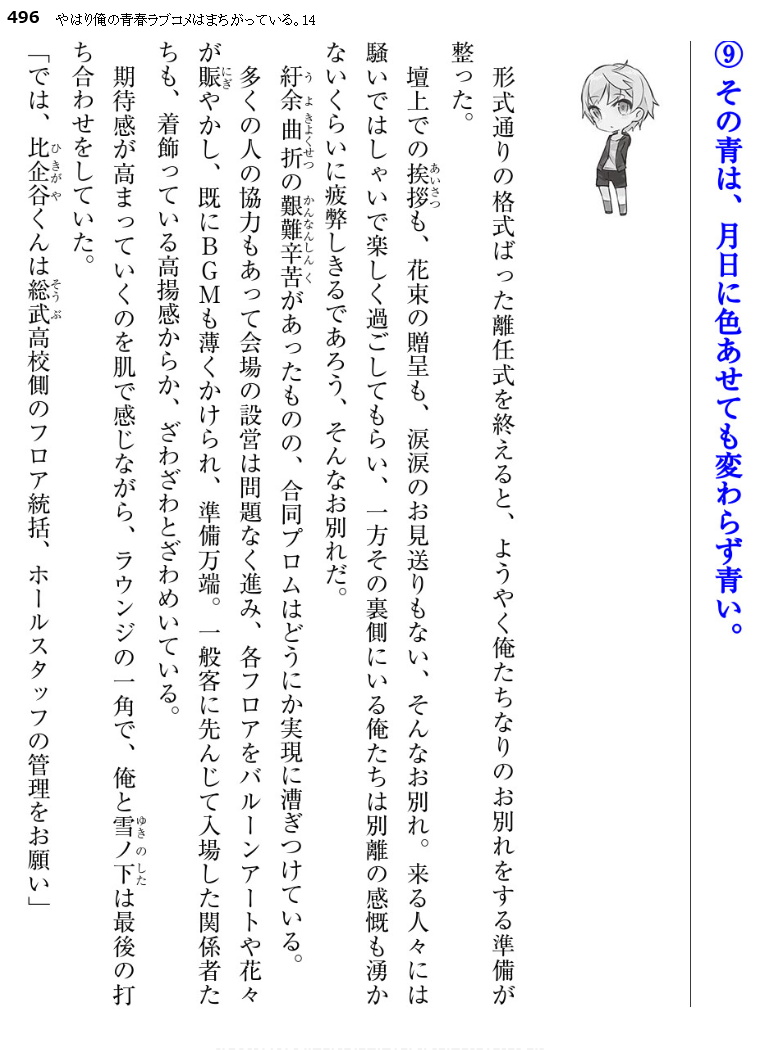 496 やはり俺の青春ラブコメはまちがっている。14
⑨ その青は、月日に色あせても変わらず青い。
形式通りの格式ばった離任式を終えると、ようやく俺たちなりのお別れをする準備が
整った。
壇上での挨拶も、花束の贈呈も、涙涙のお見送りもない、そんなお別れ。来る人々には
騒いではしゃいで楽しく過ごしてもらい、一方その裏側にいる俺たちは別離の感慨も湧か
ないくらいに疲弊しきるであろう、そんなお別れだ。
紆余曲折の艱難辛苦があったものの、合同プロムはどうにか実現に漕ぎつけている。
多くの人の協力もあって会場の設営は問題なく進み、各フロアをバルーンアートや花々
が賑やかし、既にBGMも薄くかけられ、準備万端。一般客に先んじて入場した関係者た
ちも、着飾っている高揚感からか、ざわざわとざわめいている。
期待感が高まっていくのを肌で感じながら、ラウンジの一角で、俺と雪ノ下は最後の打
ち合わせをしていた。
「では、比企谷くんは総武高校側のフロア統括、ホールスタッフの管理をお願い」